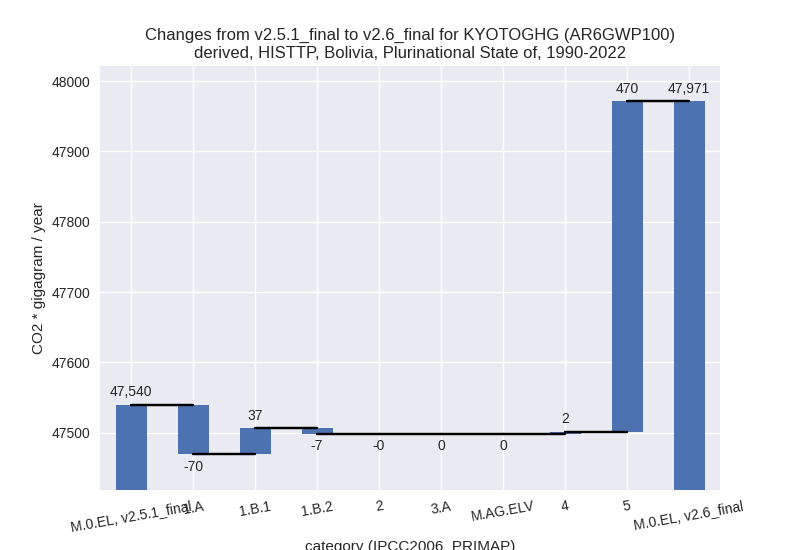 Changes from v2.5.1_final to v2.6_final for KYOTOGHG (AR6GWP100)
derived, HISTTP, Bolivia, Plurinational State of, 1990-2022
CO2 * gigagram / year
48000
47900
47800
47700
47600
47500
47,540
-70
37
-7
-0
0
0
2
470
47,971
M.0.EL, v2.5.1_final
1.A
1.B.1
1.B.2
2
3.A
M.AG.ELV
4
5
M.0.EL, v2.6_final
category (IPCC2006_PRIMAP)